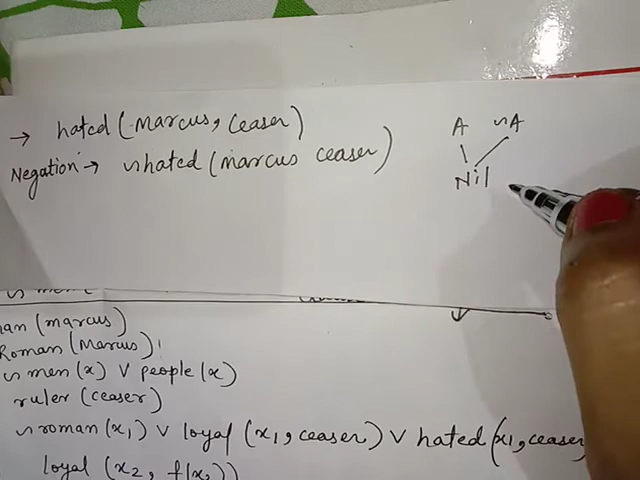 → hated (marcus, Ceaser)
Negation → ~hated (marcus ceaser)
A ~A
Nil
man (marcus)
Roman (Marcus)
~men(x) V people (x)
ruler (ceaser)
~roman (x1) V loyal (x1, ceaser) V hated (x1, ceaser
loyal (x2, f(x2))